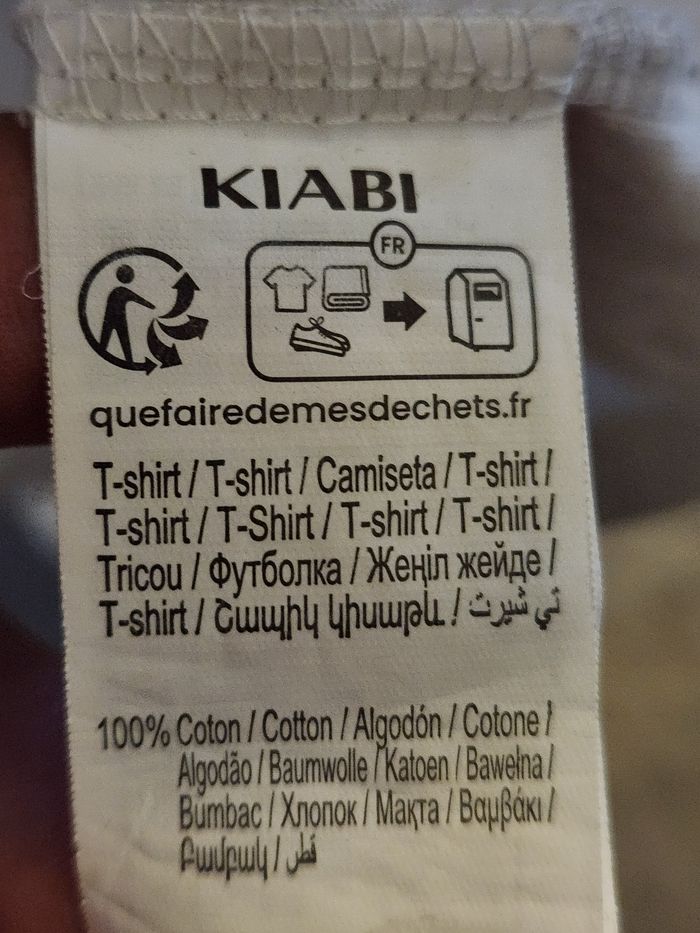 KIABI
FR
quefairedemesdechets.fr
T-shirt / T-shirt / Camiseta / T-shirt /
T-shirt / T-Shirt / T-shirt / T-shirt /
Tricou / Футболка / Жеңіл жейде /
T-shirt / Շապիկ կիսաթև / تي شيرت
100% Coton / Cotton / Algodón / Cotone /
Algodão / Baumwolle / Katoen / Bawełna /
Bumbac / Хлопок / Мақта / Βαμβάκι /
Բամբակ / قطن